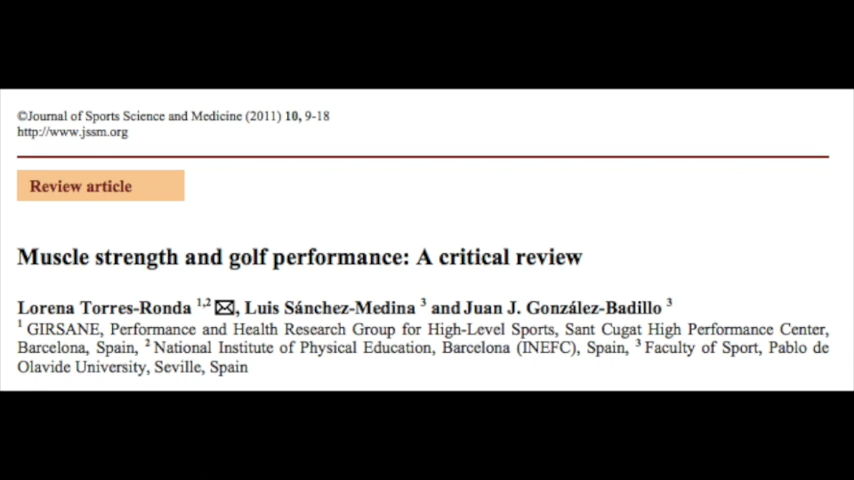 ©Journal of Sports Science and Medicine (2011) 10, 9-18
http://www.jssm.org
Review article
Muscle strength and golf performance: A critical review
Lorena Torres-Ronda 1,2 ✉, Luis Sánchez-Medina 3 and Juan J. González-Badillo 3
1 GIRSANE, Performance and Health Research Group for High-Level Sports, Sant Cugat High Performance Center,
Barcelona, Spain, 2 National Institute of Physical Education, Barcelona (INEFC), Spain, 3 Faculty of Sport, Pablo de
Olavide University, Seville, Spain